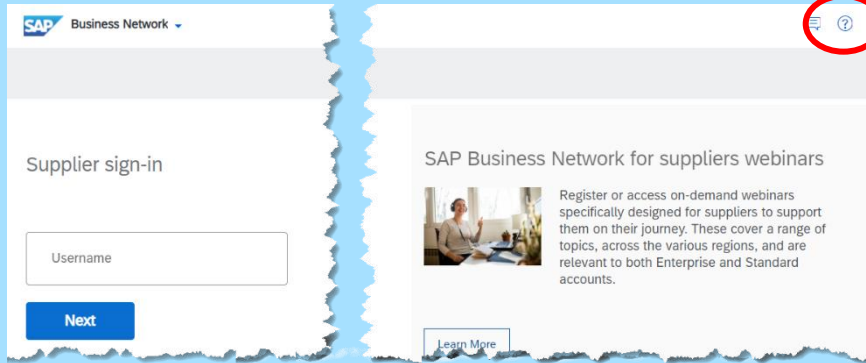 SAP Business Network
?
Supplier sign-in
Username
Next
SAP Business Network for suppliers webinars
Register or access on-demand webinars
specifically designed for suppliers to support
them on their journey. These cover a range of
topics, across the various regions, and are
relevant to both Enterprise and Standard
accounts.
Learn More